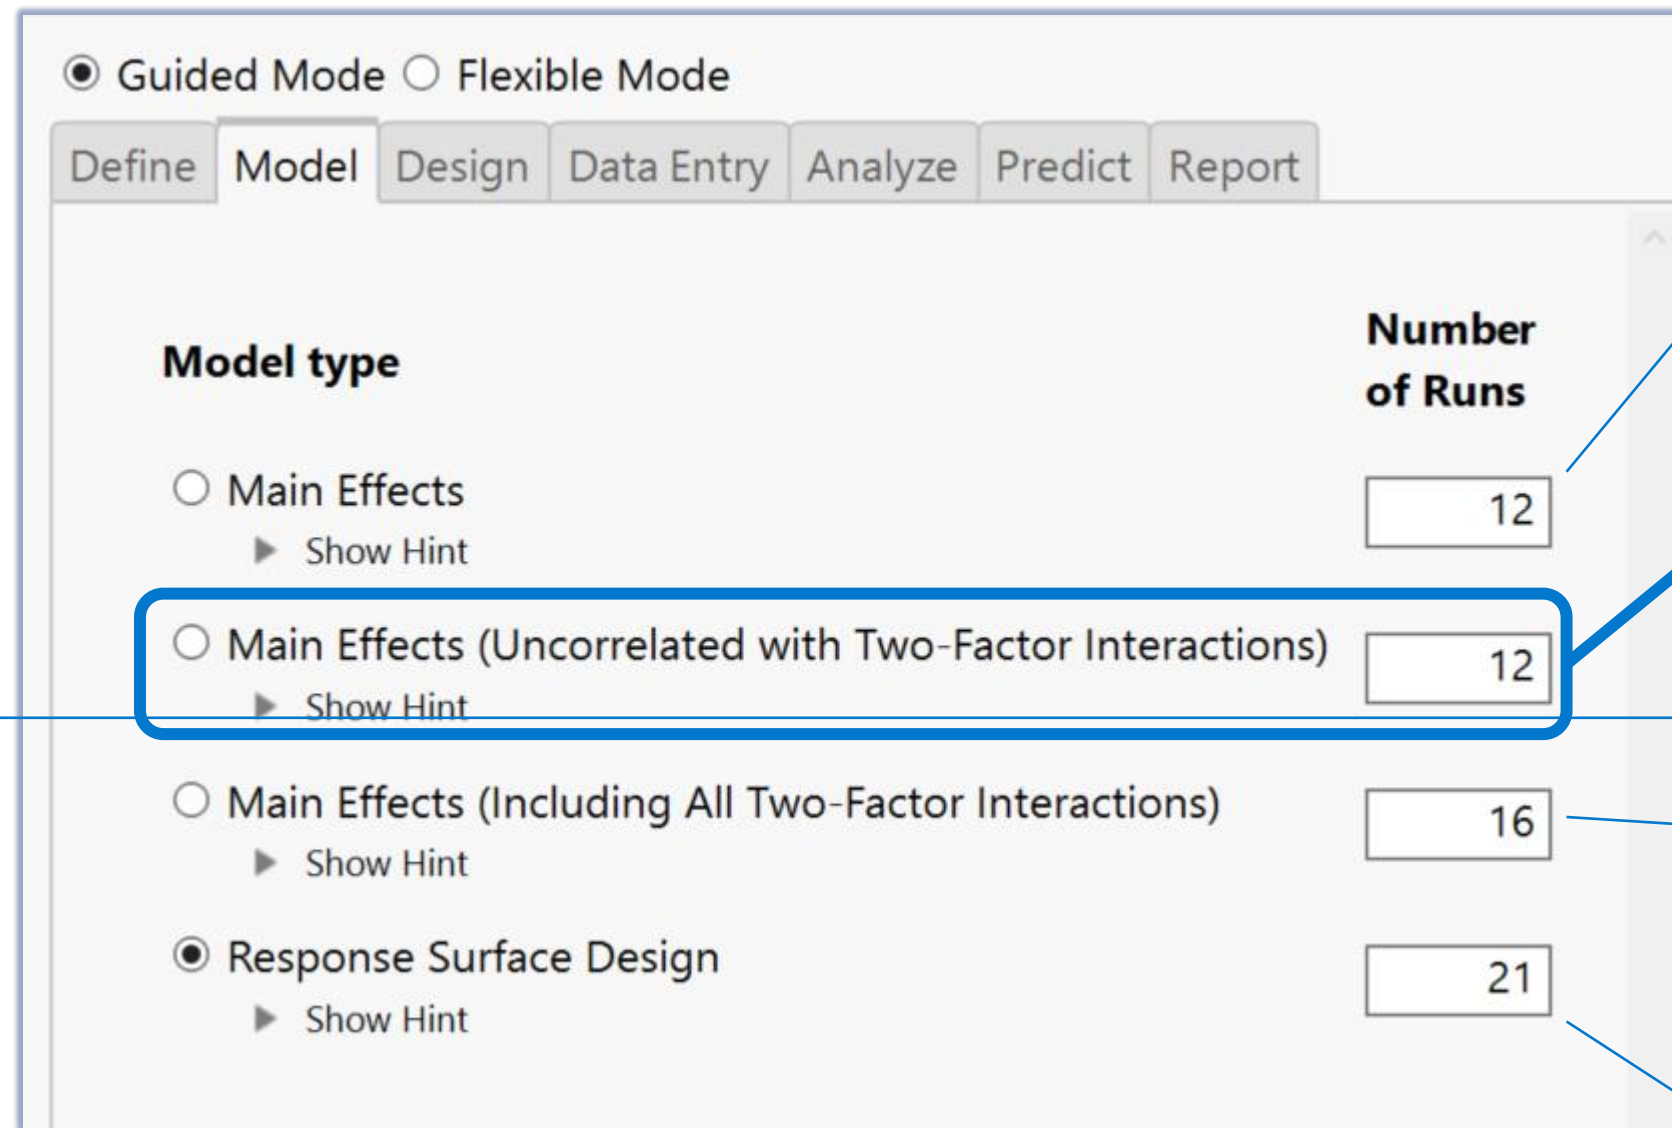 Guided Mode Flexible Mode
Define Model Design Data Entry Analyze Predict Report
Model type
Number
of Runs
Main Effects
12
Show Hint
Main Effects (Uncorrelated with Two-Factor Interactions)
12
Show Hint
Main Effects (Including All Two-Factor Interactions)
16
Show Hint
Response Surface Design
21
Show Hint